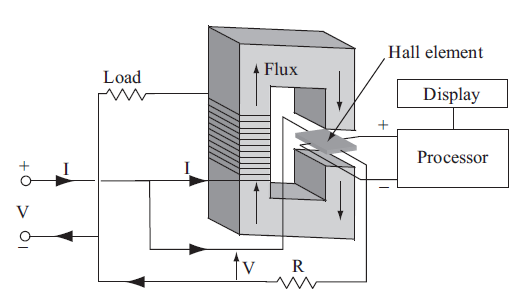 Hall element
Flux
Load
Display
+
Processor
+
I
I
−
V
−
V
R